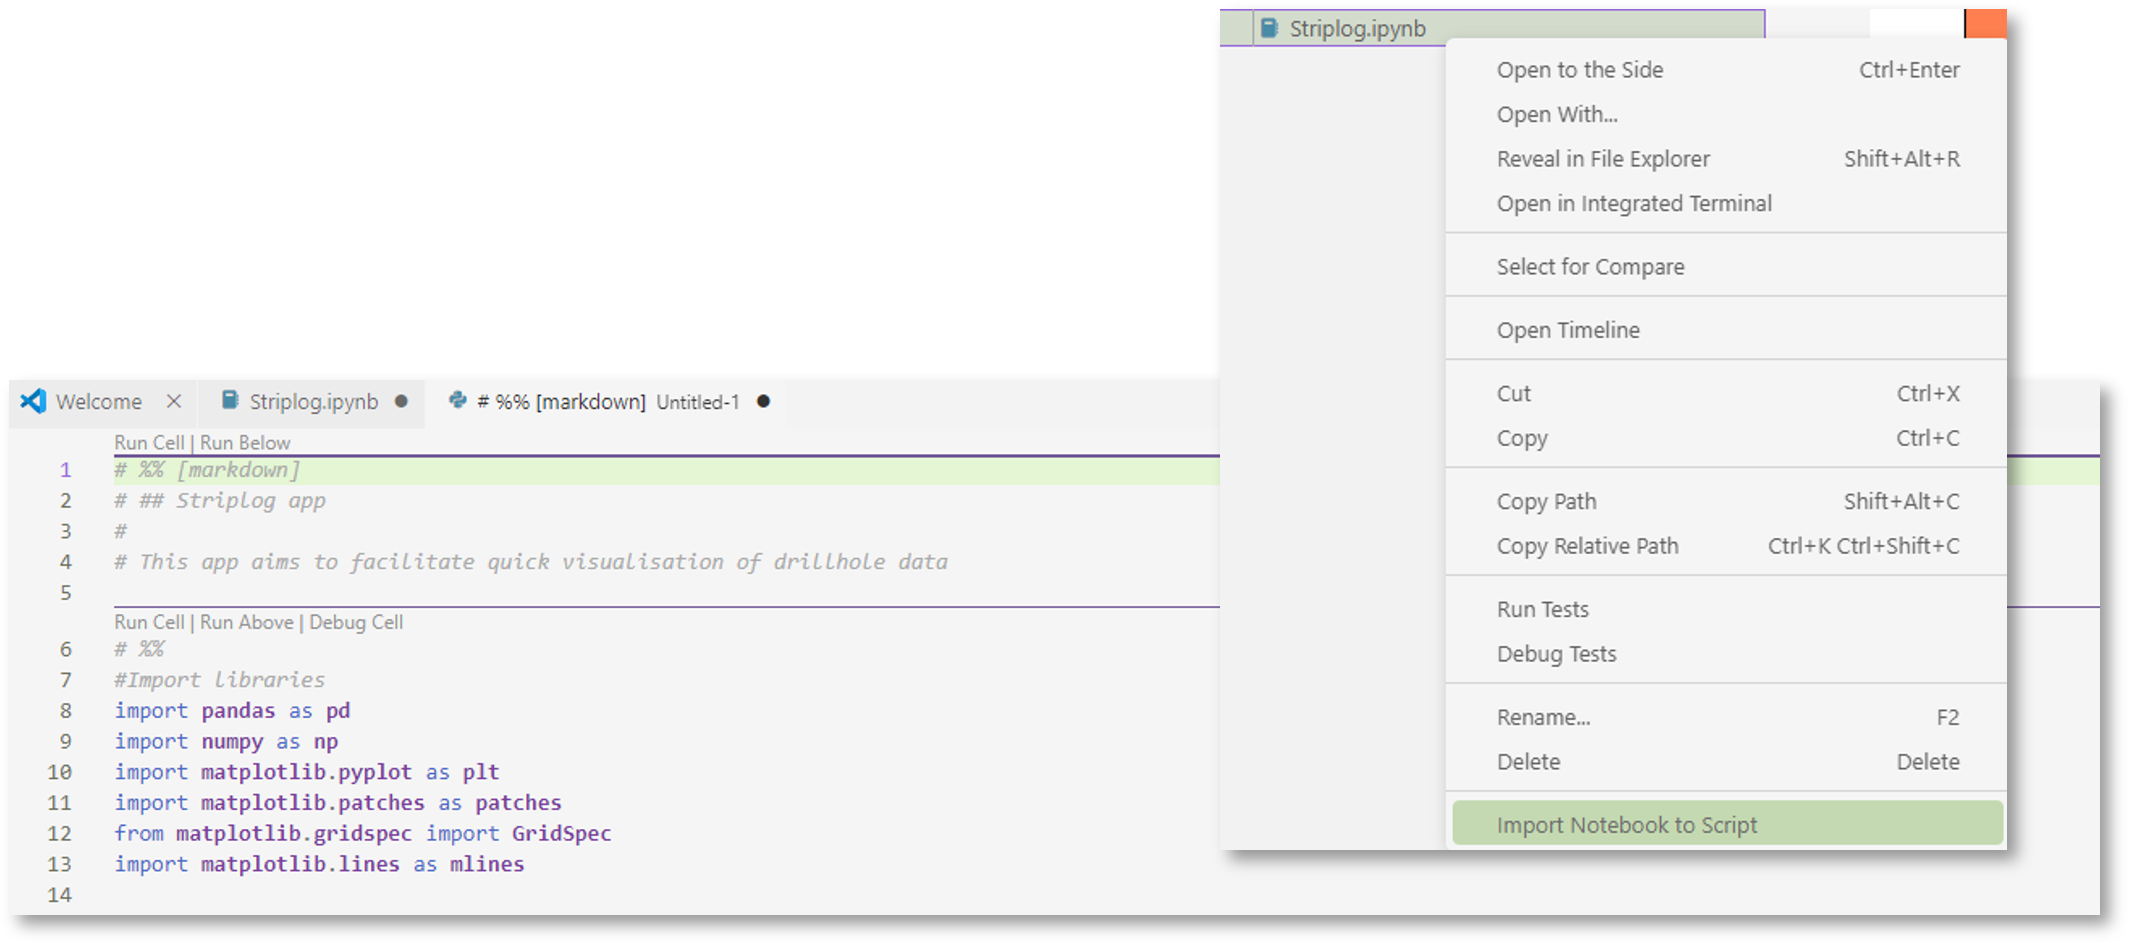 Striplog.ipynb
Open to the Side Ctrl+Enter
Open With...
Reveal in File Explorer Shift+Alt+R
Open in Integrated Terminal
Select for Compare
Open Timeline
Cut Ctrl+X
Copy Ctrl+C
Copy Path Shift+Alt+C
Copy Relative Path Ctrl+K Ctrl+Shift+C
Run Tests
Debug Tests
Rename... F2
Delete Delete
Import Notebook to Script
Welcome Striplog.ipynb # %% [markdown] Untitled-1
Run Cell | Run Below
1 # %% [markdown]
2 # ## Striplog app
3 #
4 # This app aims to facilitate quick visualisation of drillhole data
5
Run Cell | Run Above | Debug Cell
6 # %%
7 #Import libraries
8 import pandas as pd
9 import numpy as np
10 import matplotlib.pyplot as plt
11 import matplotlib.patches as patches
12 from matplotlib.gridspec import GridSpec
13 import matplotlib.lines as mlines
14